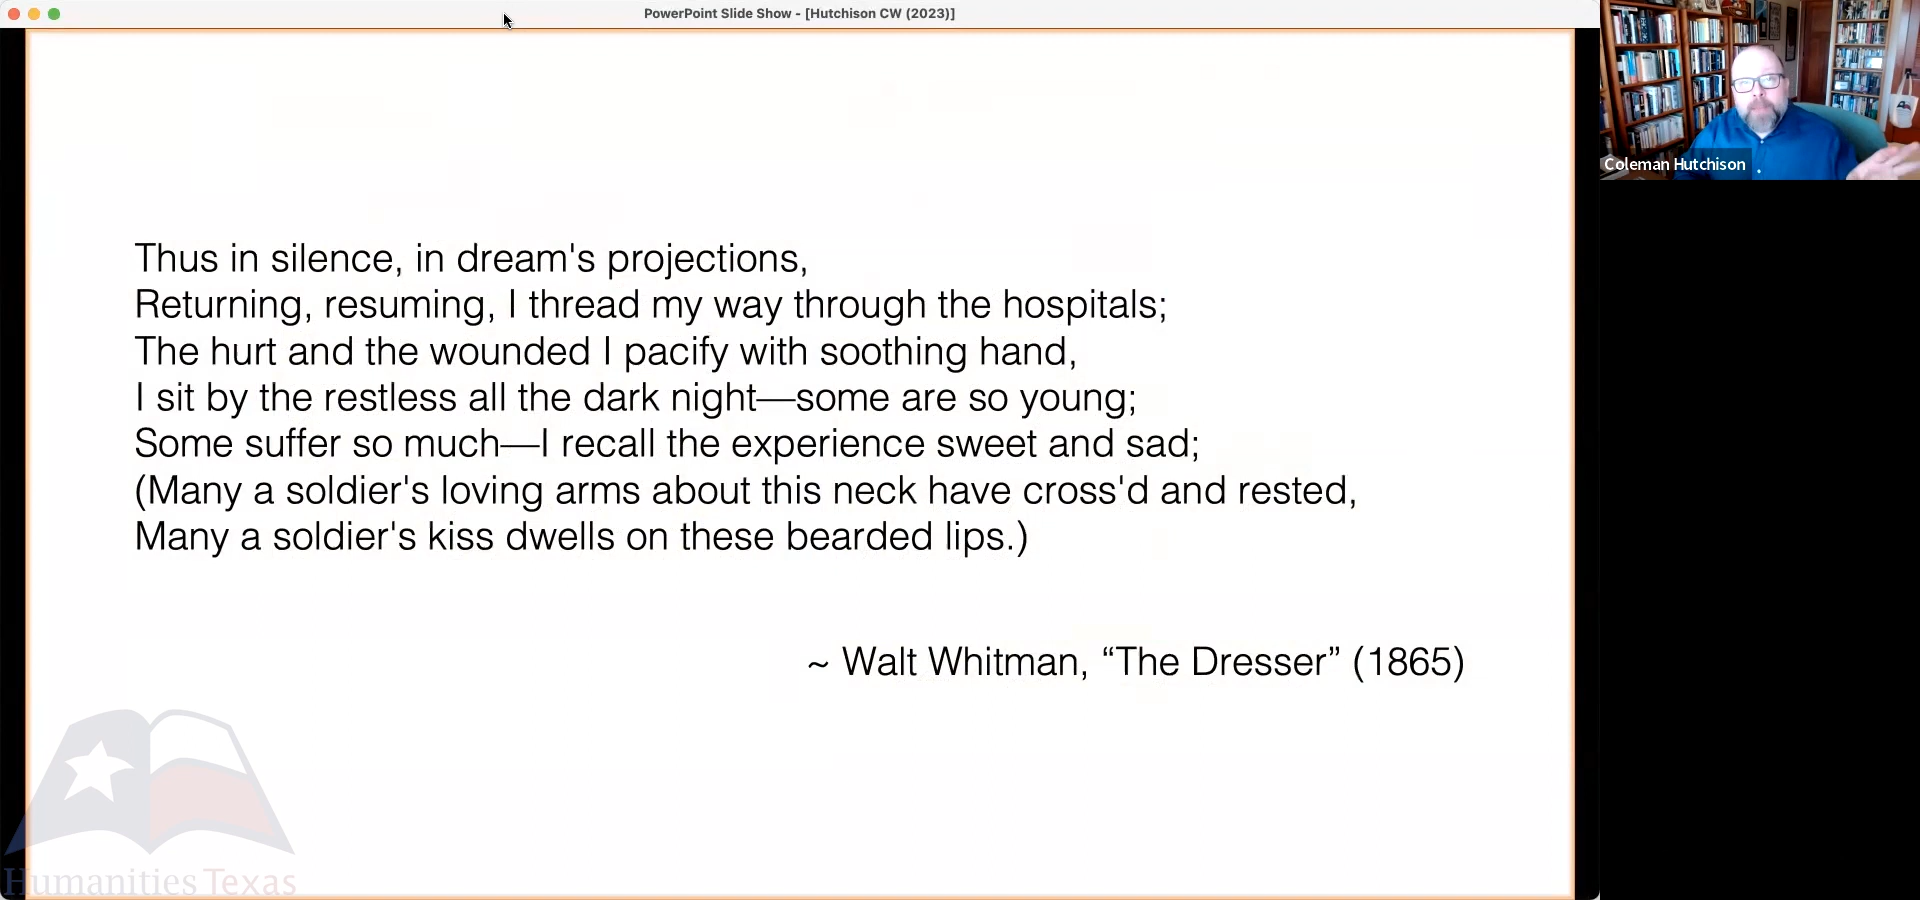 PowerPoint Slide Show - [Hutchison CW (2023)]
Coleman Hutchison
Thus in silence, in dream's projections,
Returning, resuming, I thread my way through the hospitals;
The hurt and the wounded I pacify with soothing hand,
I sit by the restless all the dark night—some are so young;
Some suffer so much—I recall the experience sweet and sad;
(Many a soldier's loving arms about this neck have cross'd and rested,
Many a soldier's kiss dwells on these bearded lips.)
~ Walt Whitman, “The Dresser” (1865)
Humanities Texas